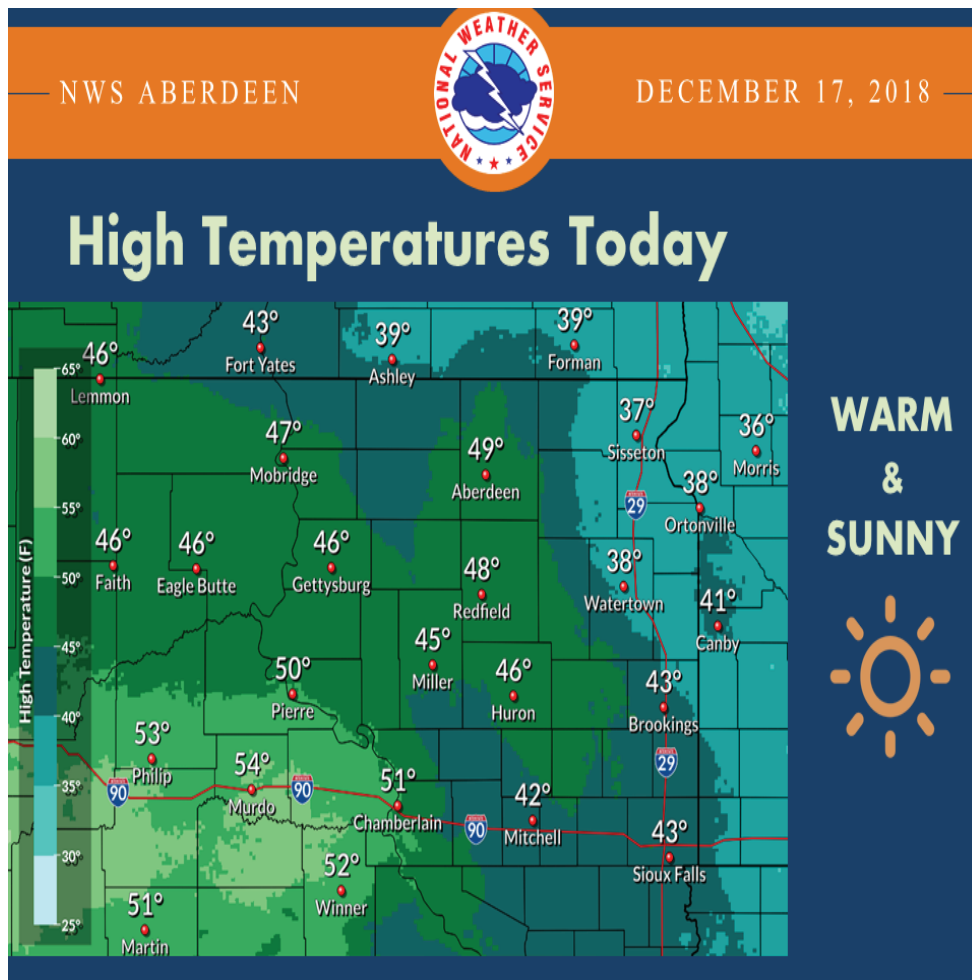 NWS ABERDEEN
NATIONAL WEATHER SERVICE
DECEMBER 17, 2018
High Temperatures Today
43°
Fort Yates
39°
Ashley
39°
Forman
46°
Lemmon
37°
Sisseton
36°
Morris
47°
Mobridge
49°
Aberdeen
38°
Ortonville
29
46°
Faith
46°
Eagle Butte
46°
Gettysburg
48°
Redfield
38°
Watertown
41°
Canby
45°
Miller
50°
Pierre
46°
Huron
43°
Brookings
53°
Philip
54°
Murdo
51°
Chamberlain
42°
Mitchell
43°
Sioux Falls
90
90
90
29
52°
Winner
51°
Martin
High Temperature (F)
65°
60°
55°
50°
45°
40°
35°
30°
25°
WARM
&
SUNNY